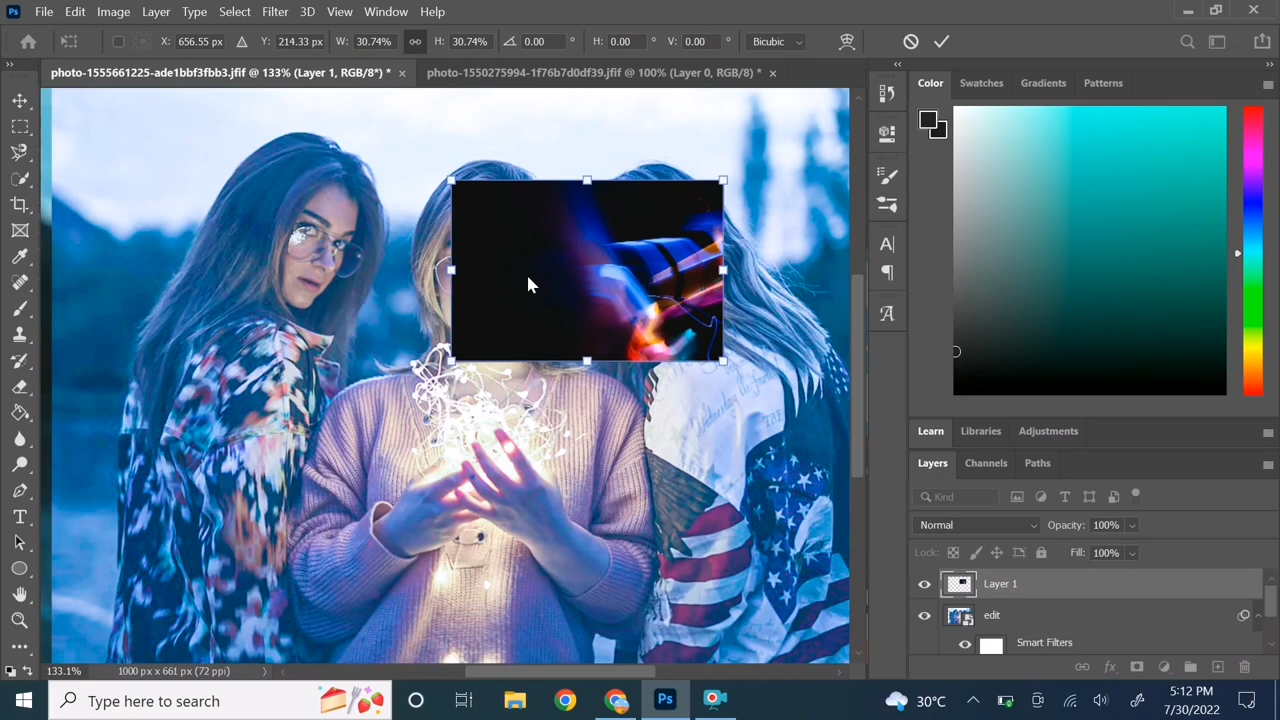 Ps File Edit Image Layer Type Select Filter 3D View Window Help
X: 656.55 px Y: 214.33 px W: 30.74% H: 30.74% 0.00 ° H: 0.00 ° V: 0.00 ° Bicubic
photo-1555661225-ade1bbf3fbb3.jfif @ 133% (Layer 1, RGB/8*) * × photo-1550275994-1f76b7d0df39.jfif @ 100% (Layer 0, RGB/8) * ×
Color Swatches Gradients Patterns
Learn Libraries Adjustments
Layers Channels Paths
Kind
Normal Opacity: 100%
Lock: Fill: 100%
Layer 1
edit
Smart Filters
133.1% 1000 px x 661 px (72 ppi)
Type here to search
Ps
30°C
5:12 PM
7/30/2022